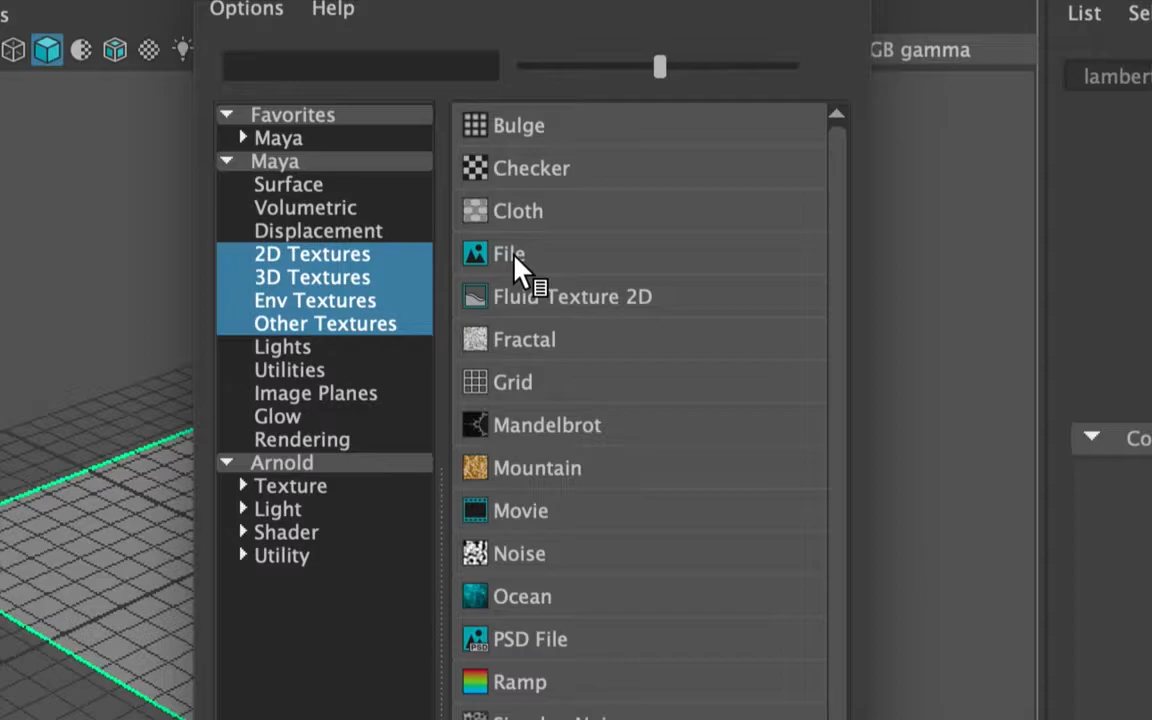 s
Options Help
List Se
GB gamma
lambert
Favorites
Maya
Maya
Surface
Volumetric
Displacement
2D Textures
3D Textures
Env Textures
Other Textures
Lights
Utilities
Image Planes
Glow
Rendering
Arnold
Texture
Light
Shader
Utility
Bulge
Checker
Cloth
File
Fluid Texture 2D
Fractal
Grid
Mandelbrot
Mountain
Movie
Noise
Ocean
PSD File
Ramp
Co